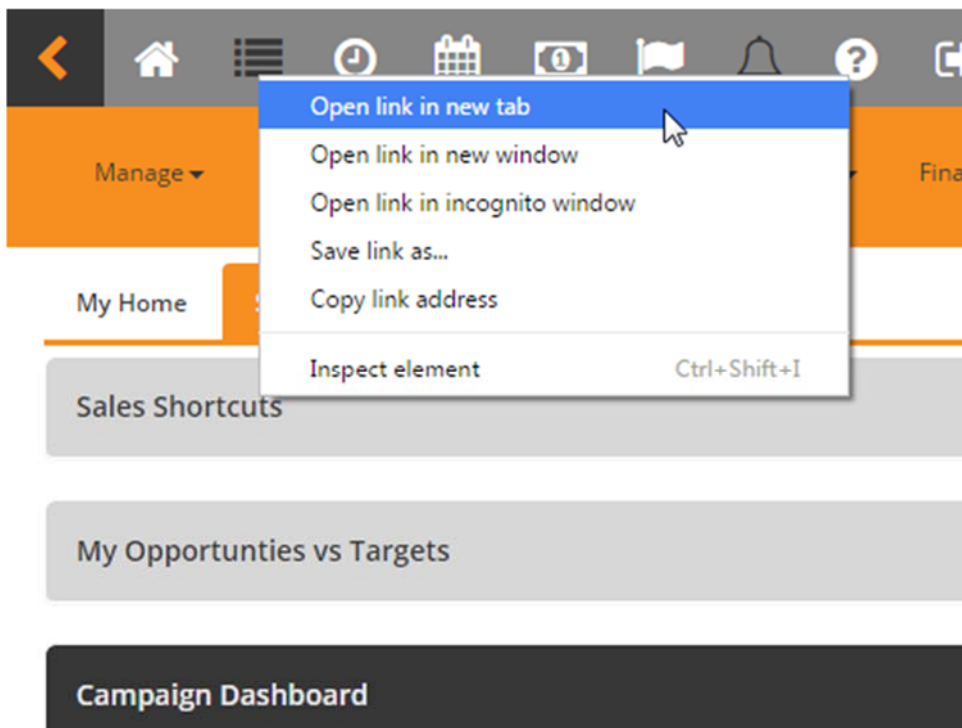 Open link in new tab
Open link in new window
Manage
Fina
Open link in incognito window
Save link as...
My Home
Copy link address
Inspect element Ctrl+Shift+I
Sales Shortcuts
My Opportunties vs Targets
Campaign Dashboard